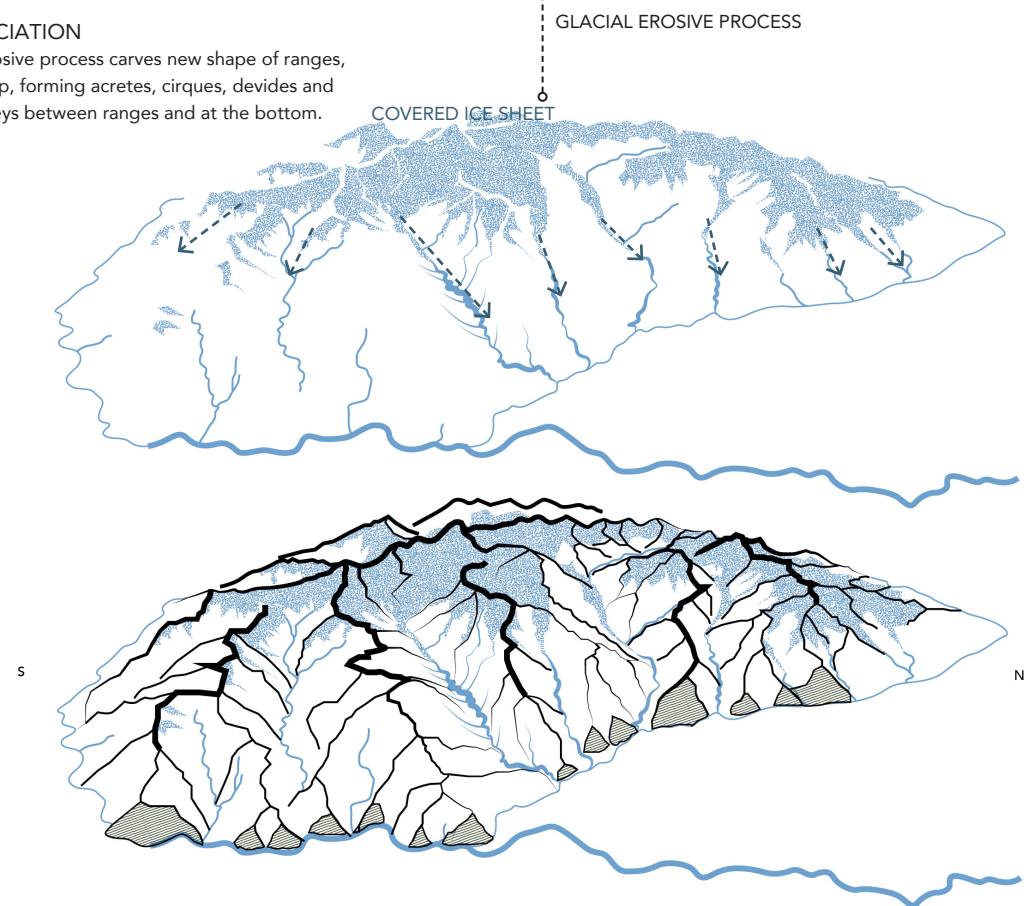 GLACIAL EROSIVE PROCESS
CIATION
osive process carves new shape of ranges,
p, forming acretes, cirques, devides and
eys between ranges and at the bottom.
COVERED ICE SHEET
S
N